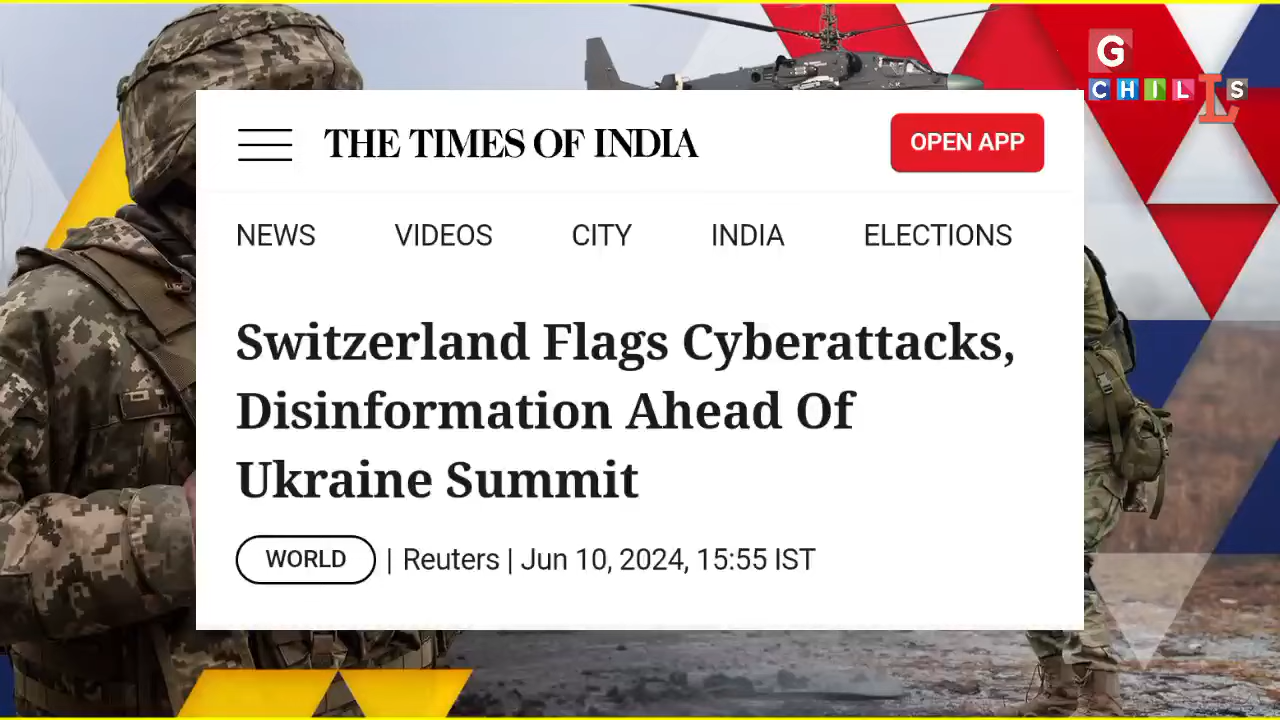 G
CHILLS
THE TIMES OF INDIA
OPEN APP
NEWS VIDEOS CITY INDIA ELECTIONS
Switzerland Flags Cyberattacks,
Disinformation Ahead Of
Ukraine Summit
WORLD | Reuters | Jun 10, 2024, 15:55 IST